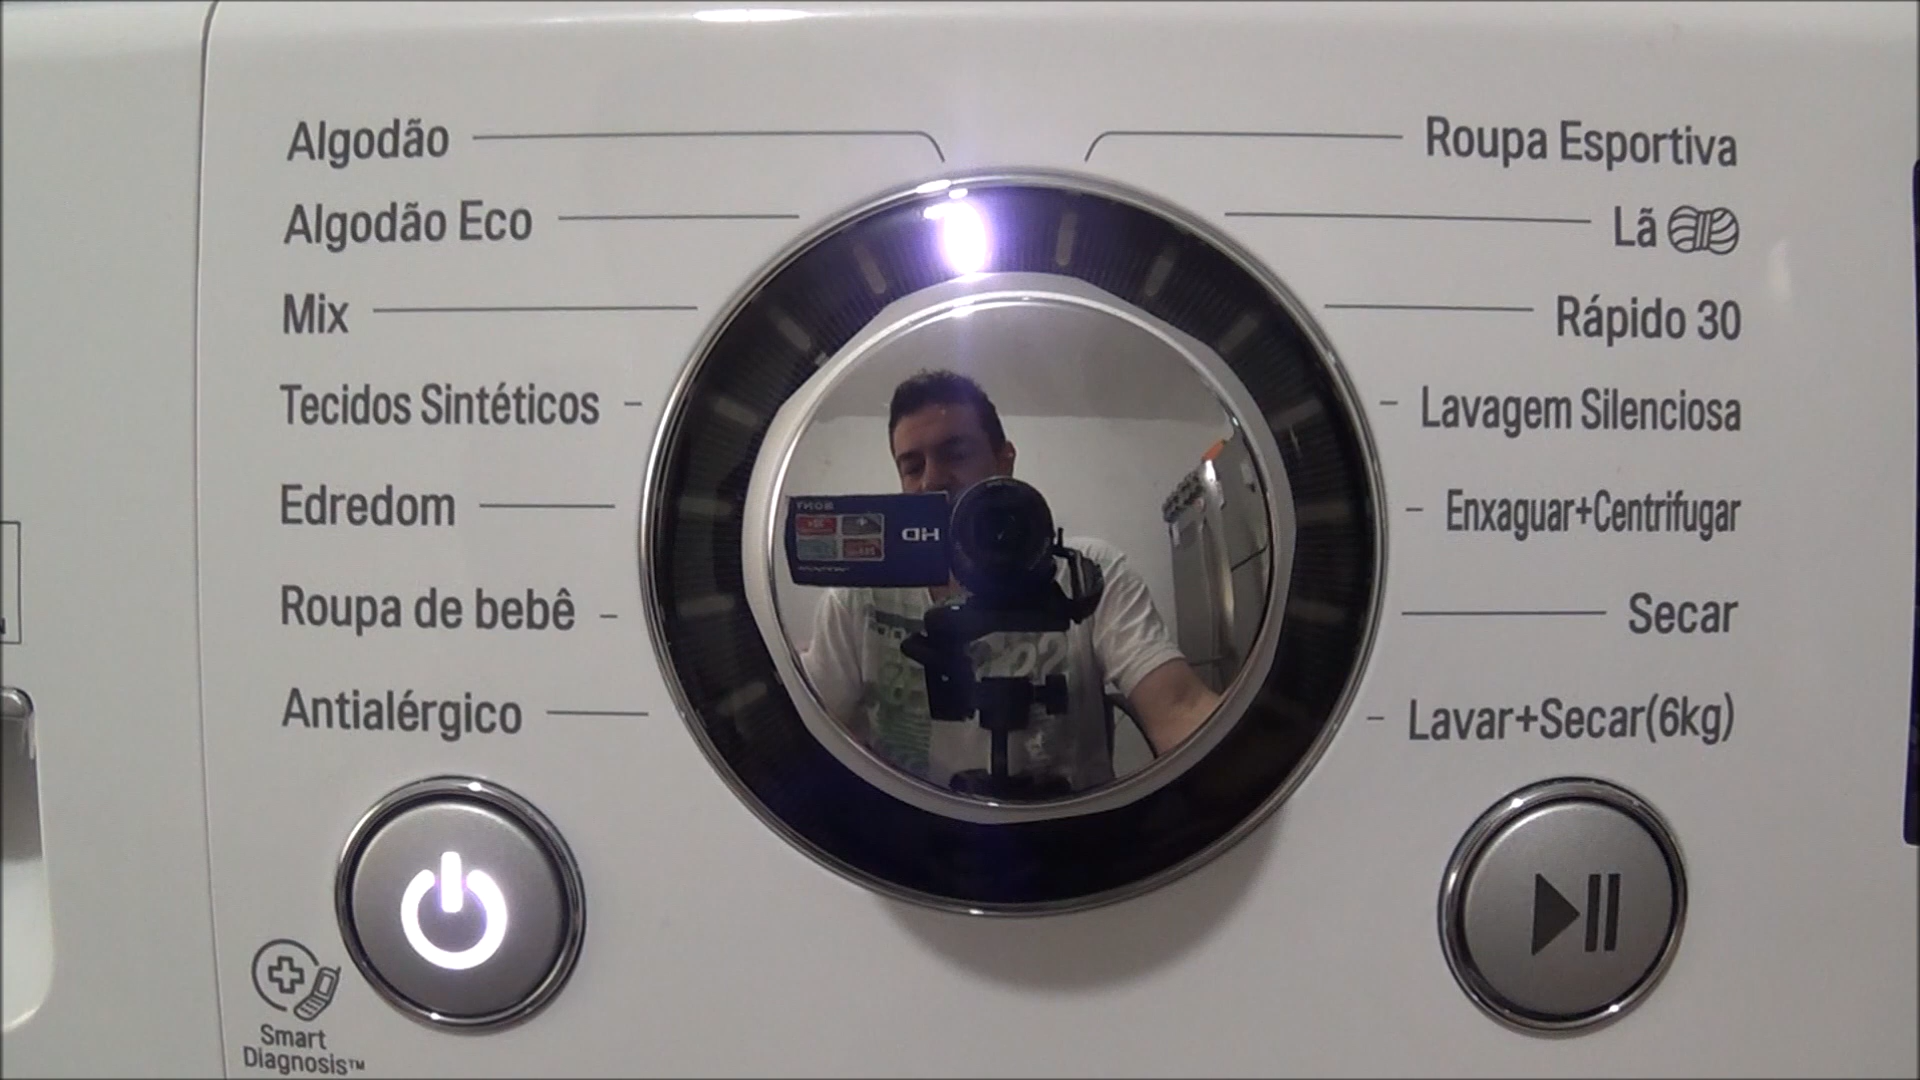 Algodão
Algodão Eco
Mix
Tecidos Sintéticos
Edredom
Roupa de bebê
Antialérgico
Roupa Esportiva
Lã
Rápido 30
Lavagem Silenciosa
Enxaguar+Centrifugar
Secar
Lavar+Secar(6kg)
SONY
HD
Smart
Diagnosis™